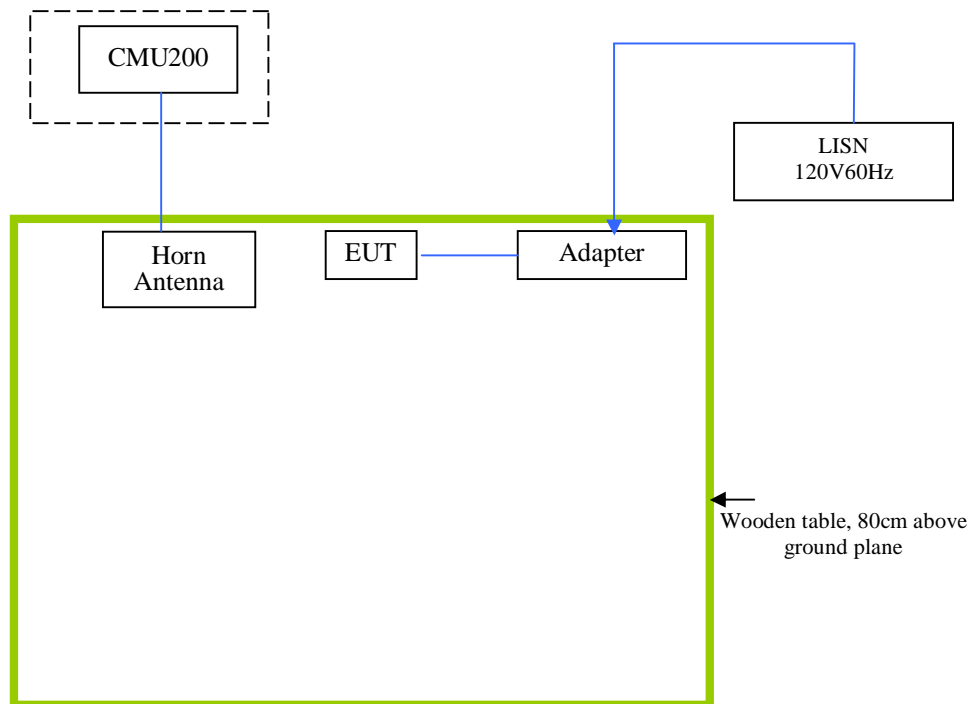 CMU200
LISN
120V60Hz
Horn
Antenna
EUT
Adapter
Wooden table, 80cm above
ground plane